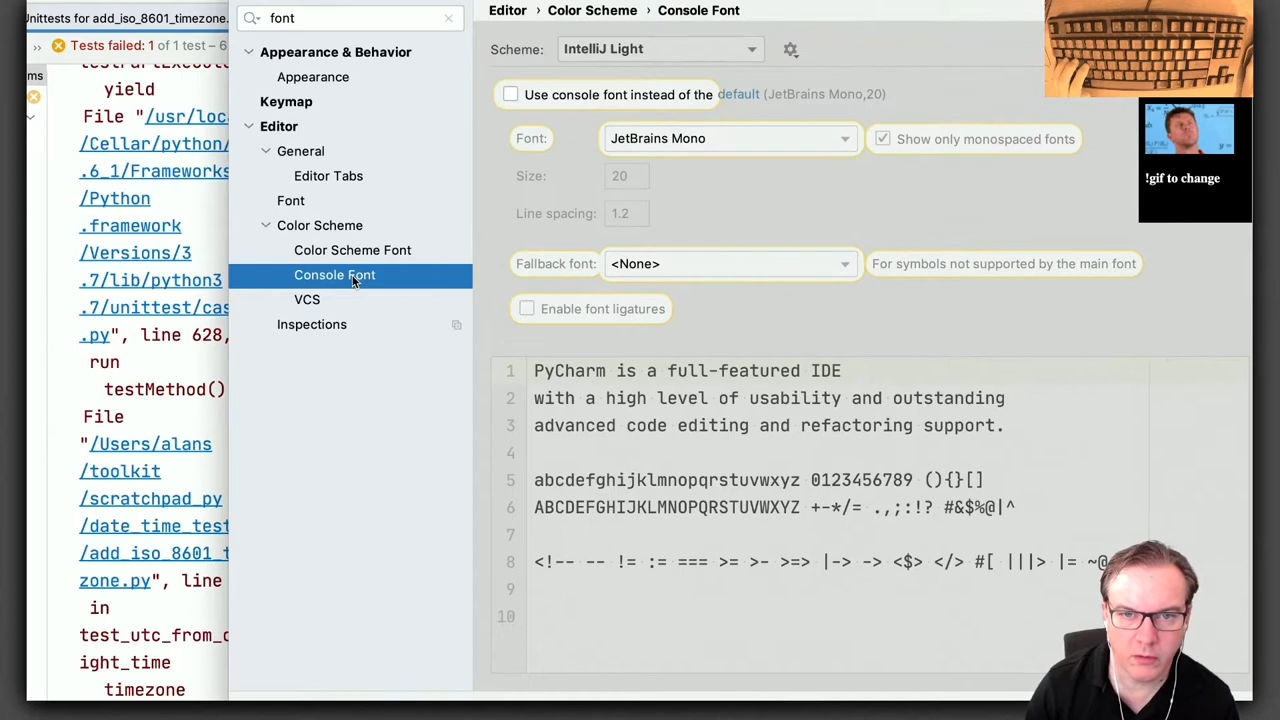 Unittests for add_iso_8601_timezone.
Tests failed: 1 of 1 test – 6
ms
yield
File "/usr/loca
/Cellar/python/
.6_1/Frameworks
/Python
.framework
/Versions/3
.7/lib/python3
.7/unittest/cas
.py", line 628,
run
testMethod()
File
"/Users/alans
/toolkit
/scratchpad_py
/date_time_test
/add_iso_8601_t
zone.py", line
in
test_utc_from_d
ight_time
timezone
font
Appearance & Behavior
Appearance
Keymap
Editor
General
Editor Tabs
Font
Color Scheme
Color Scheme Font
Console Font
VCS
Inspections
Editor › Color Scheme › Console Font
Scheme: IntelliJ Light
Use console font instead of the default (JetBrains Mono,20)
Font: JetBrains Mono Show only monospaced fonts
Size: 20
Line spacing: 1.2
Fallback font: <None> For symbols not supported by the main font
Enable font ligatures
1 PyCharm is a full-featured IDE
2 with a high level of usability and outstanding
3 advanced code editing and refactoring support.
4
5 abcdefghijklmnopqrstuvwxyz 0123456789 (){}[]
6 ABCDEFGHIJKLMNOPQRSTUVWXYZ +-*/= .,;:!? #&$%@|^
7
8 <!-- -- != := === >= >- >=> |-> -> <$> </> #[ |||> |= ~@
9
10
!gif to change